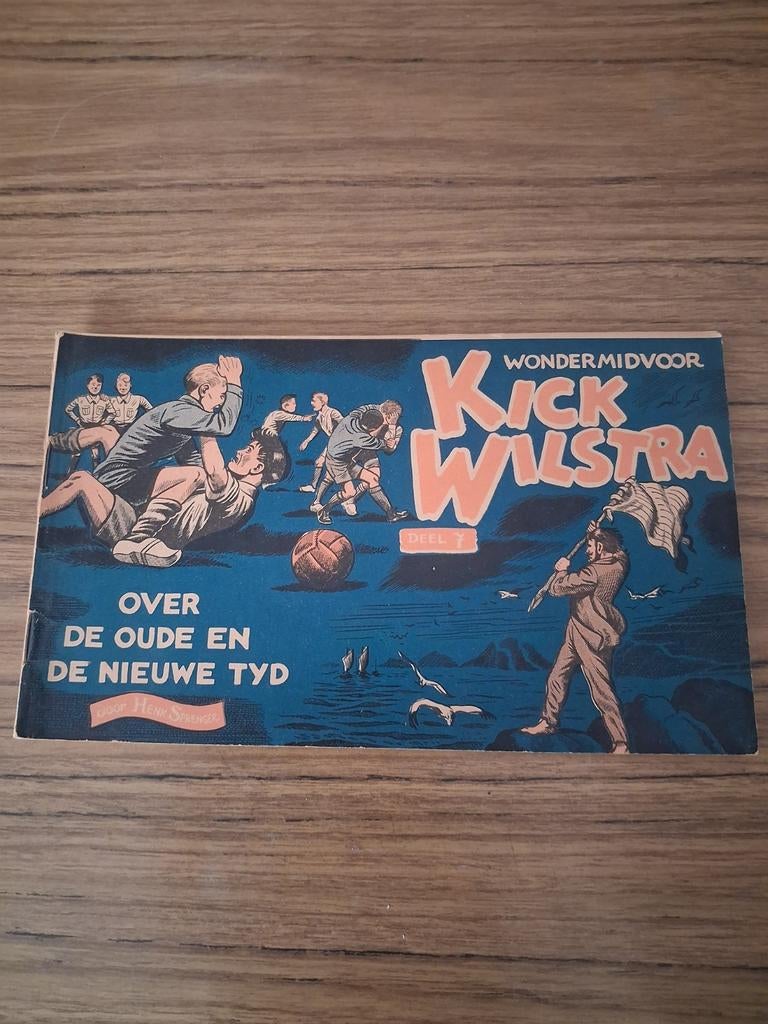 WONDERMIDVOOR
KICK
WILSTRA
DEEL 7
OVER
DE OUDE EN
DE NIEUWE TYD
DOOR HENK SPRENGER